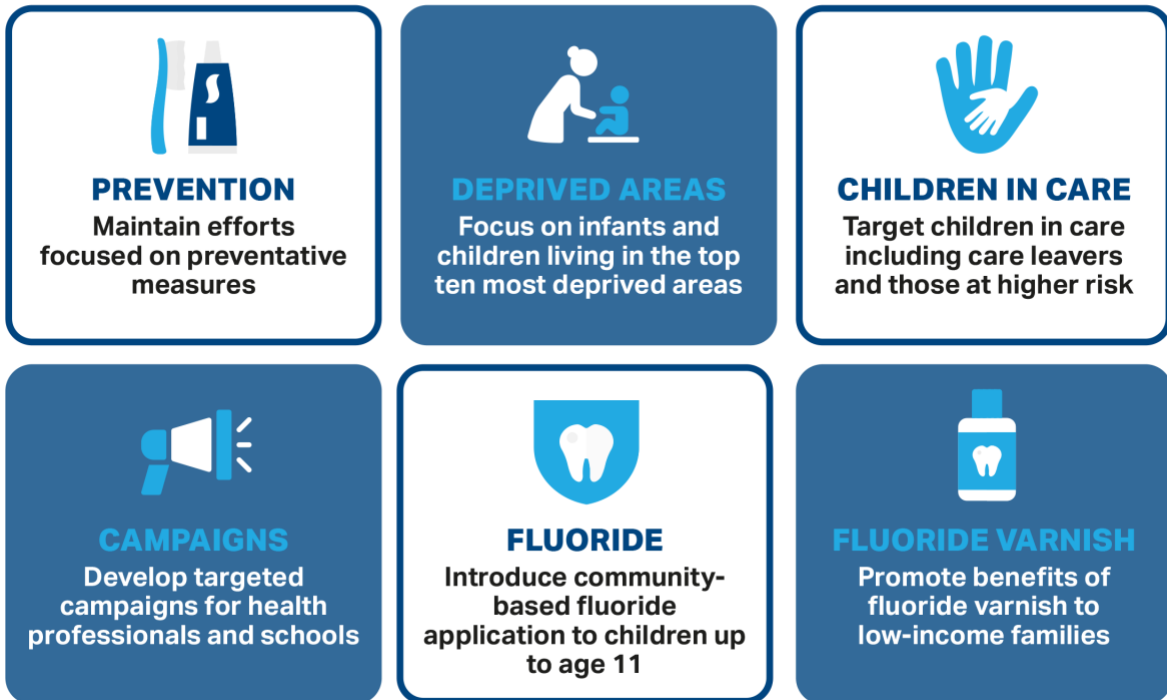 PREVENTION
Maintain efforts
focused on preventative
measures
DEPRIVED AREAS
Focus on infants and
children living in the top
ten most deprived areas
CHILDREN IN CARE
Target children in care
including care leavers
and those at higher risk
CAMPAIGNS
Develop targeted
campaigns for health
professionals and schools
FLUORIDE
Introduce community-
based fluoride
application to children up
to age 11
FLUORIDE VARNISH
Promote benefits of
fluoride varnish to
low-income families